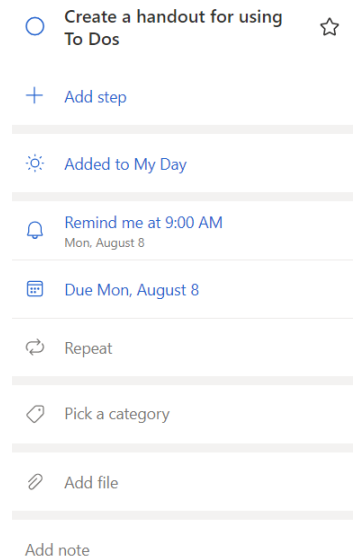 Create a handout for using
To Dos
Add step
Added to My Day
Remind me at 9:00 AM
Mon, August 8
Due Mon, August 8
Repeat
Pick a category
Add file
Add note